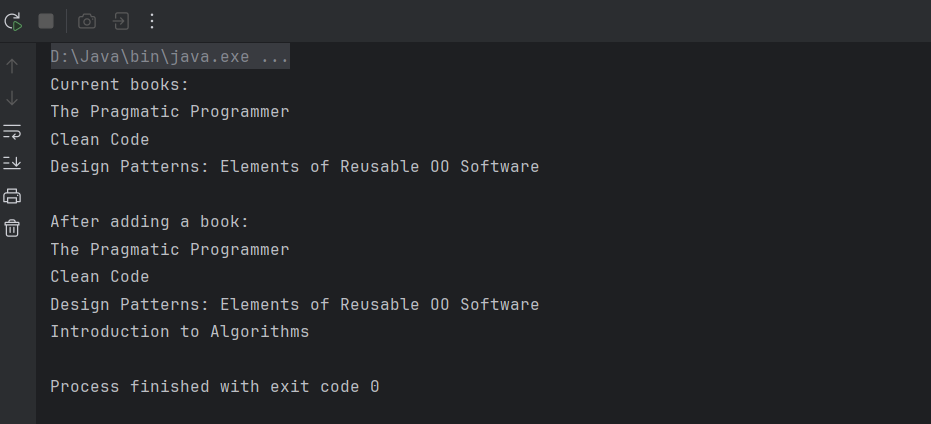 D:\Java\bin\java.exe ...
Current books:
The Pragmatic Programmer
Clean Code
Design Patterns: Elements of Reusable OO Software
After adding a book:
The Pragmatic Programmer
Clean Code
Design Patterns: Elements of Reusable OO Software
Introduction to Algorithms
Process finished with exit code 0